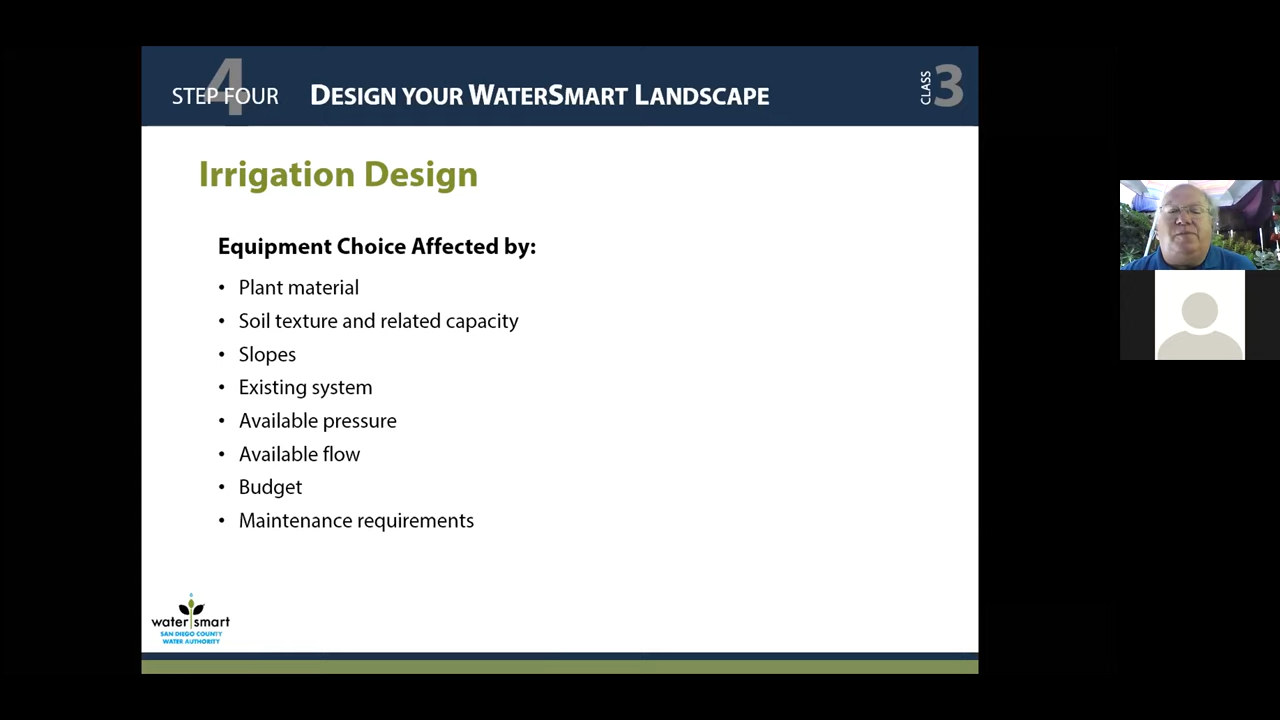 STEP FOUR
4
DESIGN YOUR WATERSMART LANDSCAPE
CLASS
3
Irrigation Design
Equipment Choice Affected by:
• Plant material
• Soil texture and related capacity
• Slopes
• Existing system
• Available pressure
• Available flow
• Budget
• Maintenance requirements
water smart
SAN DIEGO COUNTY
WATER AUTHORITY